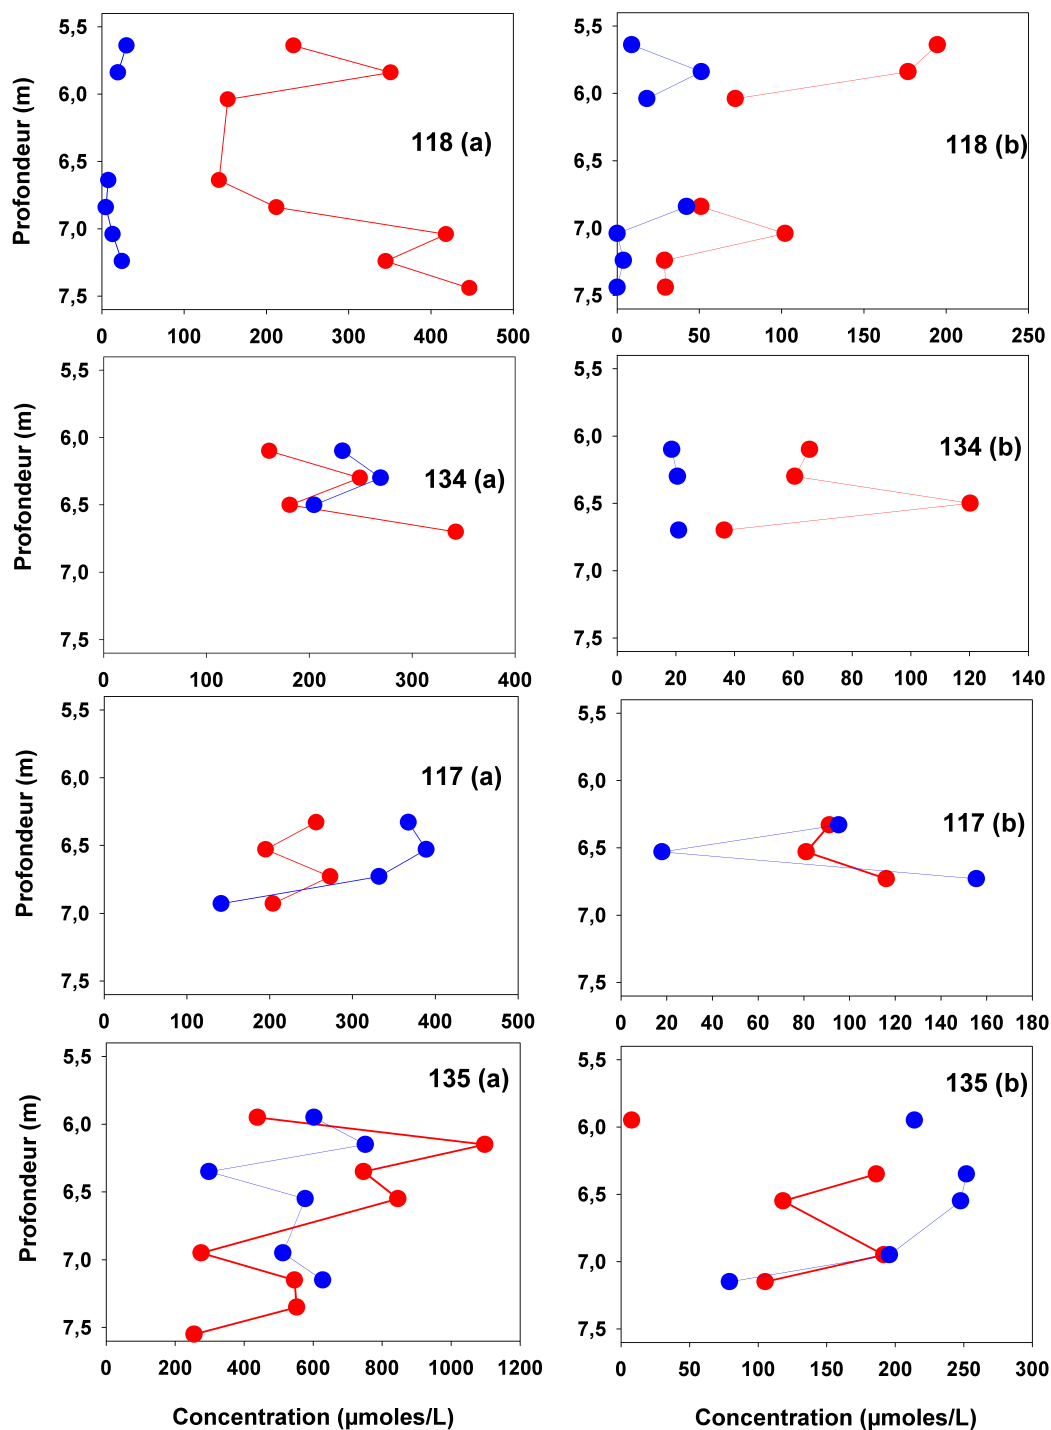 5,5
6,0
6,5
7,0
7,5
Profondeur (m)
118 (a)
0 100 200 300 400 500
5,5
6,0
6,5
7,0
7,5
118 (b)
0 50 100 150 200 250
5,5
6,0
6,5
7,0
7,5
Profondeur (m)
134 (a)
0 100 200 300 400
5,5
6,0
6,5
7,0
7,5
134 (b)
0 20 40 60 80 100 120 140
5,5
6,0
6,5
7,0
7,5
Profondeur (m)
117 (a)
0 100 200 300 400 500
5,5
6,0
6,5
7,0
7,5
117 (b)
0 20 40 60 80 100 120 140 160 180
5,5
6,0
6,5
7,0
7,5
Profondeur (m)
135 (a)
0 200 400 600 800 1000 1200
Concentration (µmoles/L)
5,5
6,0
6,5
7,0
7,5
135 (b)
0 50 100 150 200 250 300
Concentration (µmoles/L)